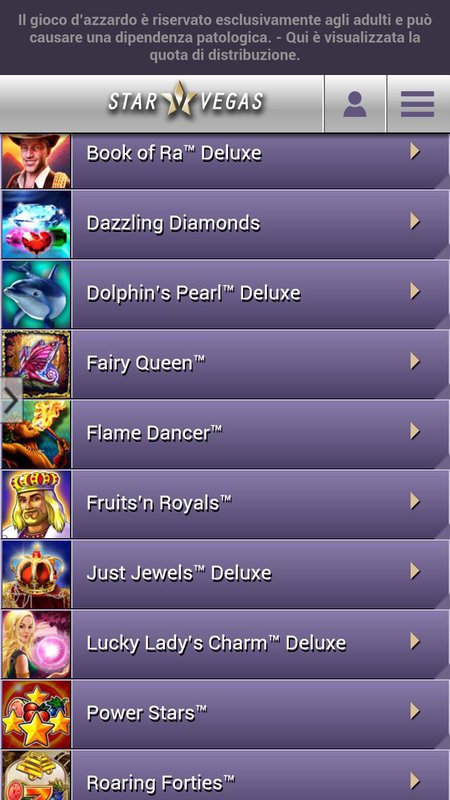 Il gioco d'azzardo è riservato esclusivamente agli adulti e può
causare una dipendenza patologica. - Qui è visualizzata la
quota di distribuzione.
STAR VEGAS
Book of Ra™ Deluxe
Dazzling Diamonds
Dolphin's Pearl™ Deluxe
Fairy Queen™
Flame Dancer™
Fruits'n Royals™
Just Jewels™ Deluxe
Lucky Lady's Charm™ Deluxe
Power Stars™
Roaring Forties™